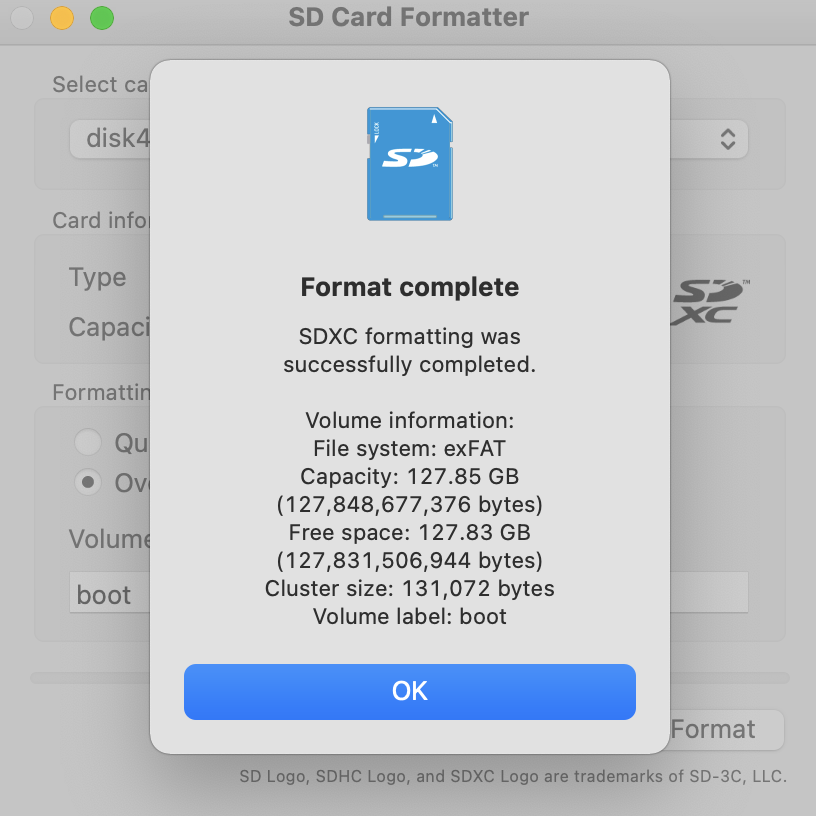 SD Card Formatter
Select ca
disk4
Card infor
Type
Capaci
SD XC ™
Formattin
Qu
Ove
Volume
boot
LOCK
SD ™
Format complete
SDXC formatting was
successfully completed.
Volume information:
File system: exFAT
Capacity: 127.85 GB
(127,848,677,376 bytes)
Free space: 127.83 GB
(127,831,506,944 bytes)
Cluster size: 131,072 bytes
Volume label: boot
OK
Format
SD Logo, SDHC Logo, and SDXC Logo are trademarks of SD-3C, LLC.